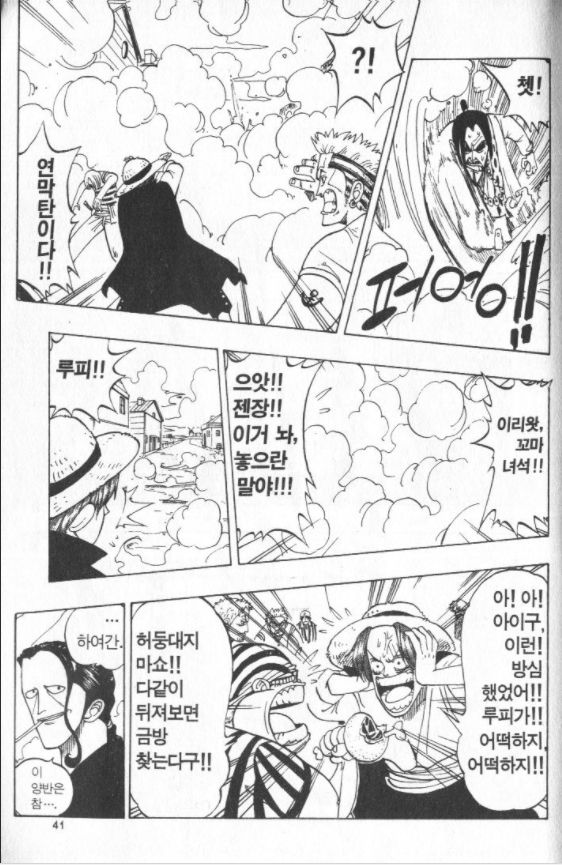 쳇!
퍼어엉!!
?!
연막탄이다!!
이리왓,
꼬마
녀석!!
으앗!!
젠장!!
이거 놔,
놓으란
말야!!!
루피!!
아! 아!
아이구,
이런!
방심
했었어!!
루피가!!
어떡하지,
어떡하지!!
허둥대지
마쇼!!
다같이
뒤져보면
금방
찾는다구!!
…
하여간.
이
양반은
참….
41